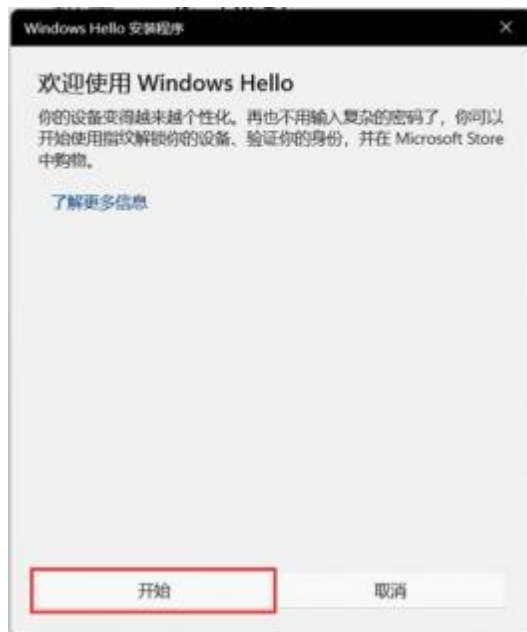 Windows Hello 安装程序
欢迎使用 Windows Hello
你的设备变得越来越个性化。再也不用输入复杂的密码了，你可以
开始使用指纹解锁你的设备、验证你的身份，并在 Microsoft Store
中购物。
了解更多信息
开始
取消